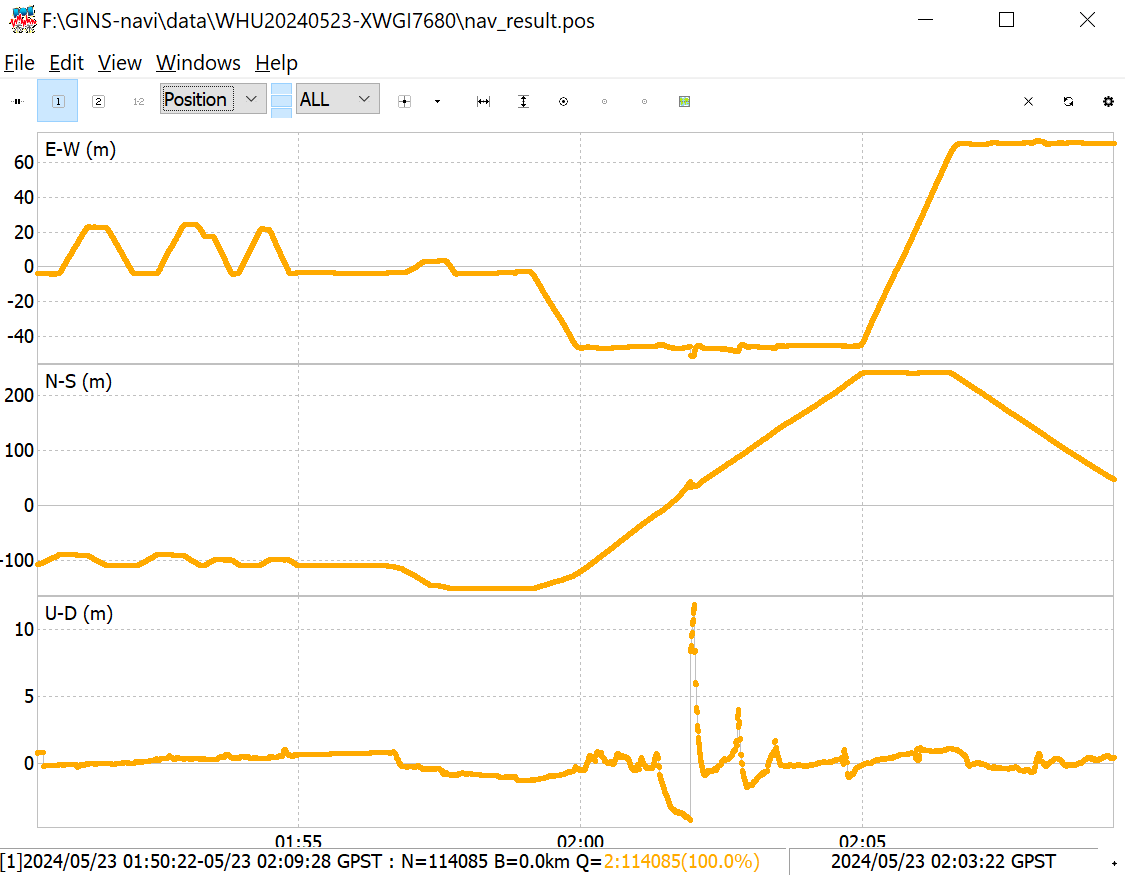 F:\GINS-navi\data\WHU20240523-XWGI7680\nav_result.pos
File Edit View Windows Help
1 2 1-2 Position ALL
E-W (m)
60
40
20
0
-20
-40
N-S (m)
200
100
0
-100
U-D (m)
10
5
0
01:55 02:00 02:05
[1]2024/05/23 01:50:22-05/23 02:09:28 GPST : N=114085 B=0.0km Q=2:114085(100.0%) 2024/05/23 02:03:22 GPST